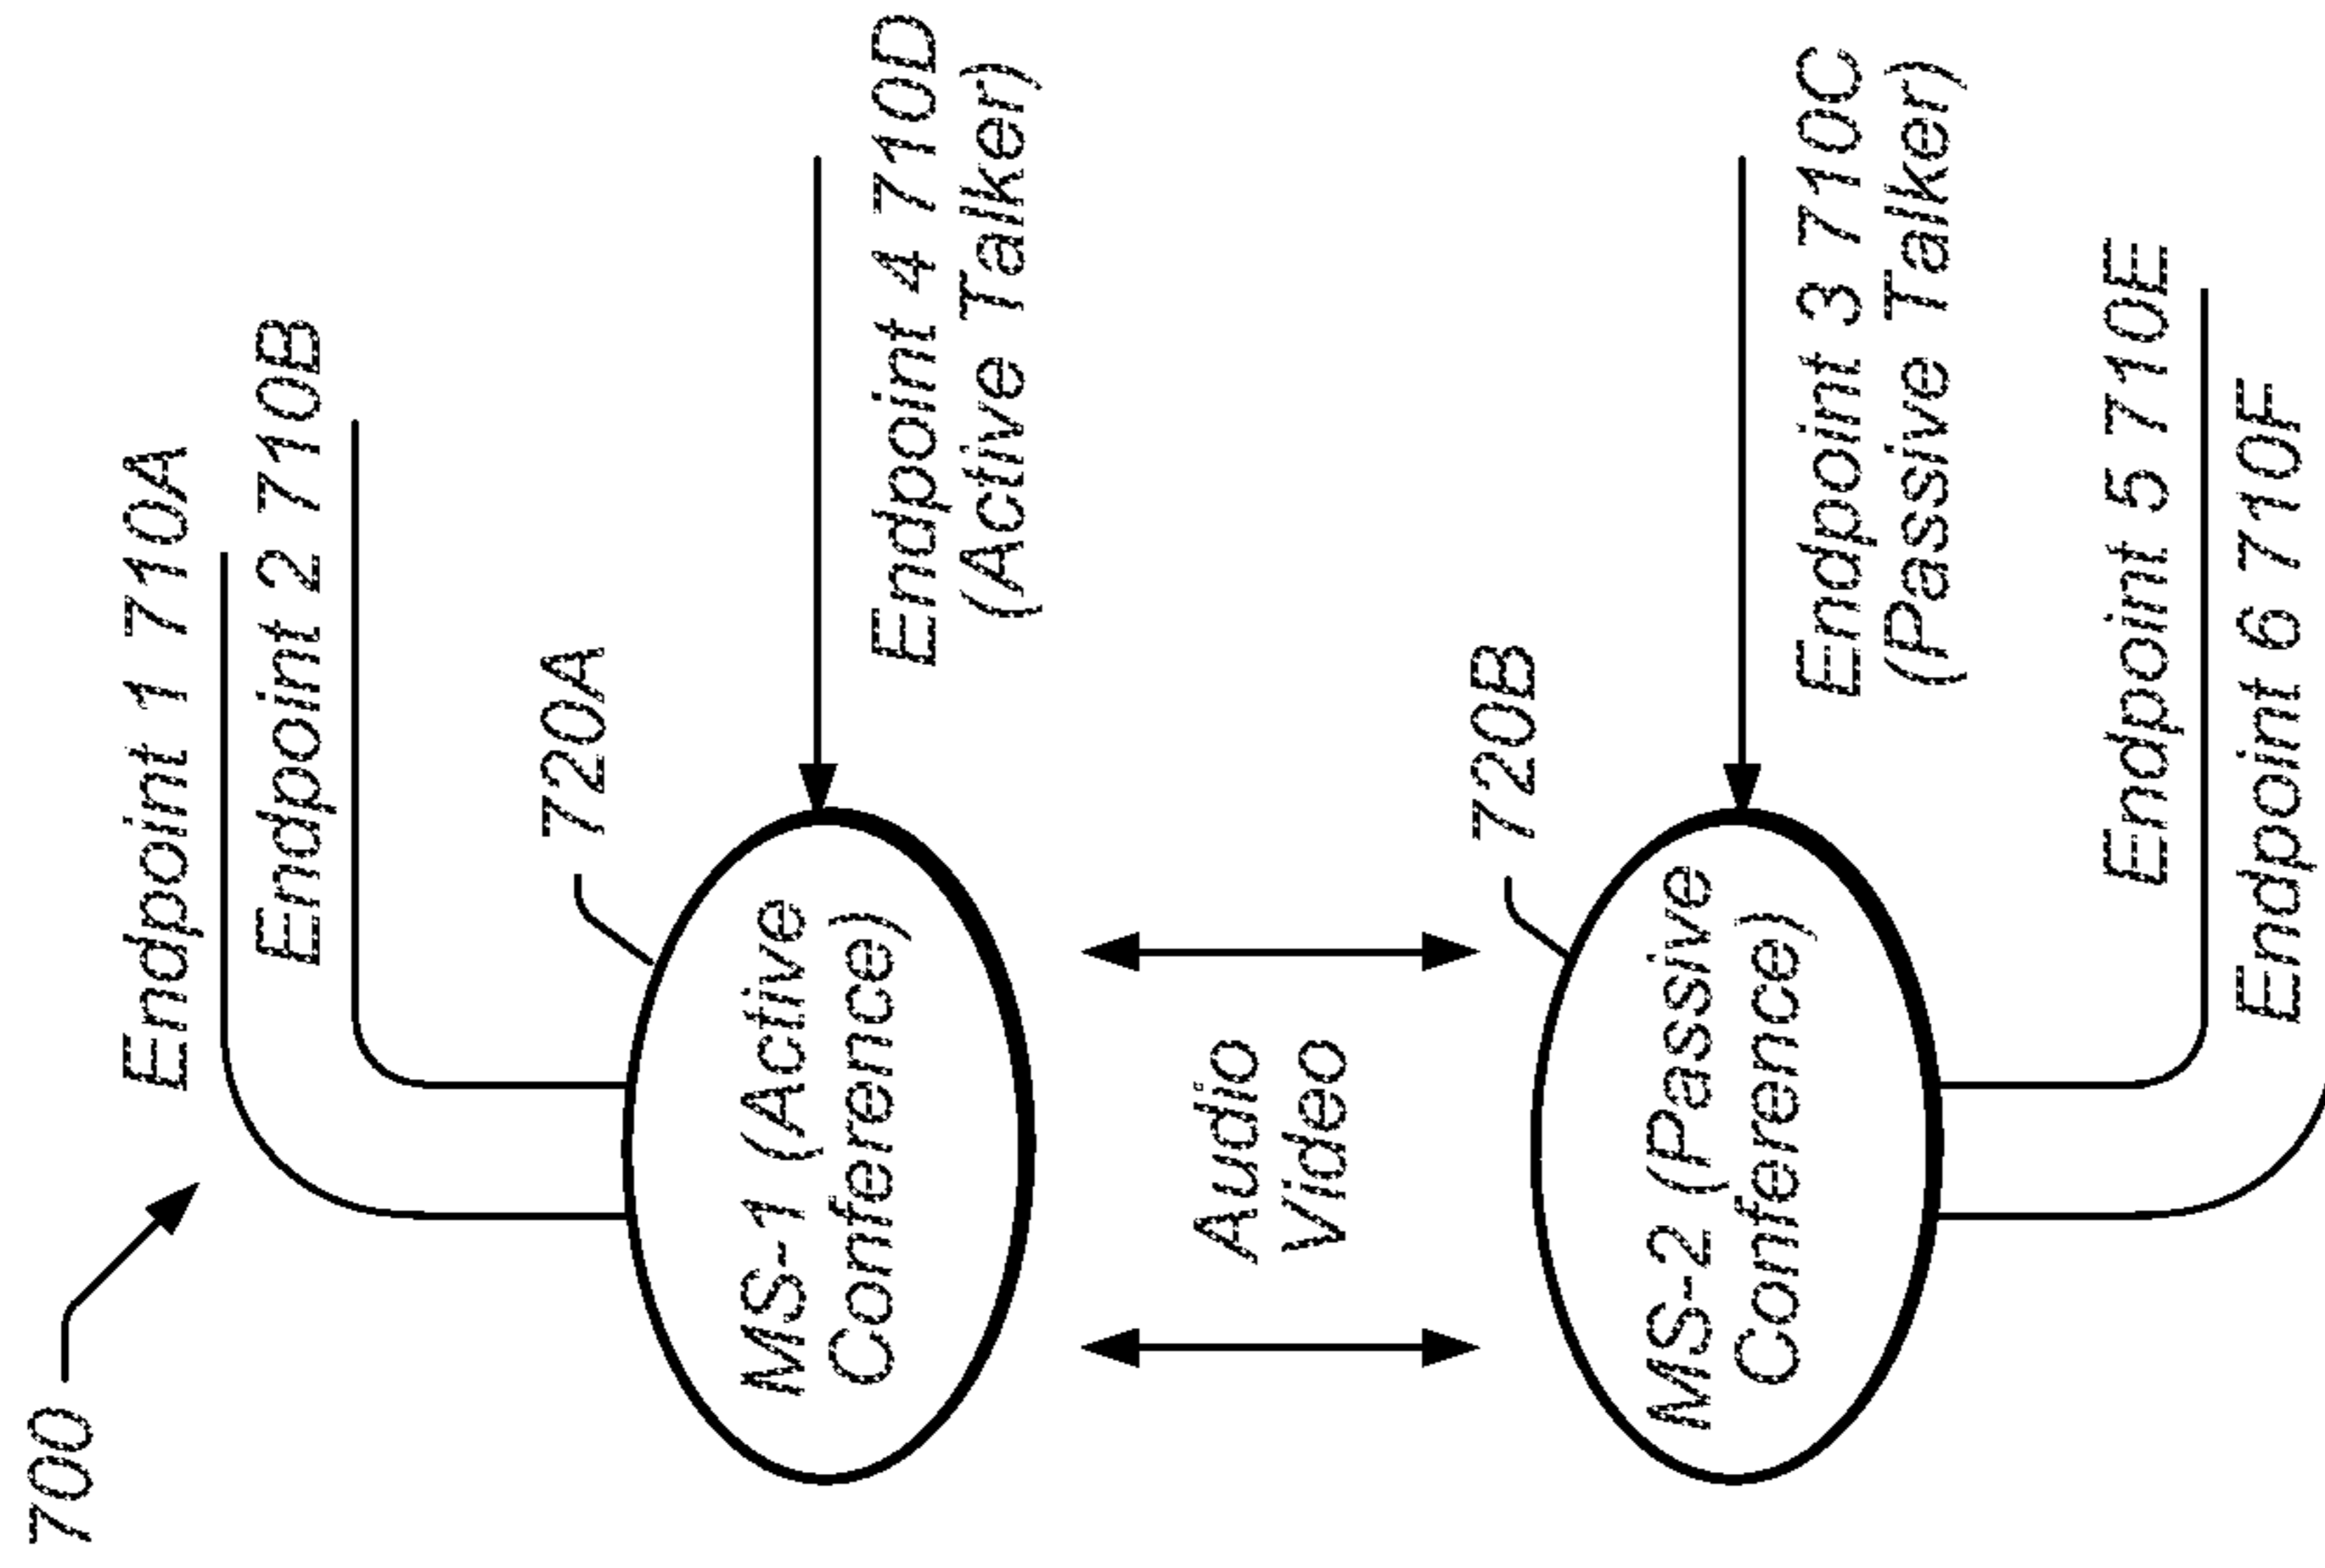 700
Endpoint 1 710A
Endpoint 2 710B
720A
MS-1 (Active
Conference)
Endpoint 4 710D
(Active Talker)
Audio
Video
720B
MS-2 (Passive
Conference)
Endpoint 3 710C
(Passive Talker)
Endpoint 5 710E
Endpoint 6 710F